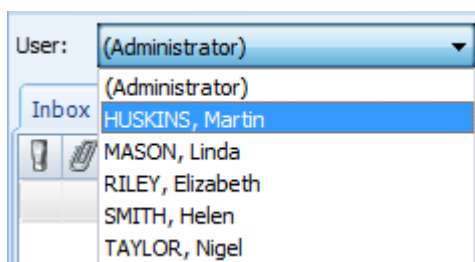 User: (Administrator)
(Administrator)
Inbox HUSKINS, Martin
MASON, Linda
RILEY, Elizabeth
SMITH, Helen
TAYLOR, Nigel